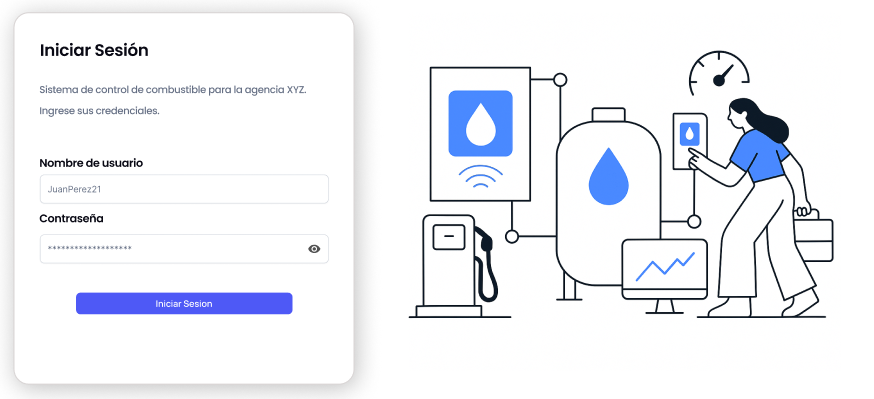 Iniciar Sesión
Sistema de control de combustible para la agencia XYZ.
Ingrese sus credenciales.
Nombre de usuario
JuanPerez21
Contraseña
*******************
Iniciar Sesion